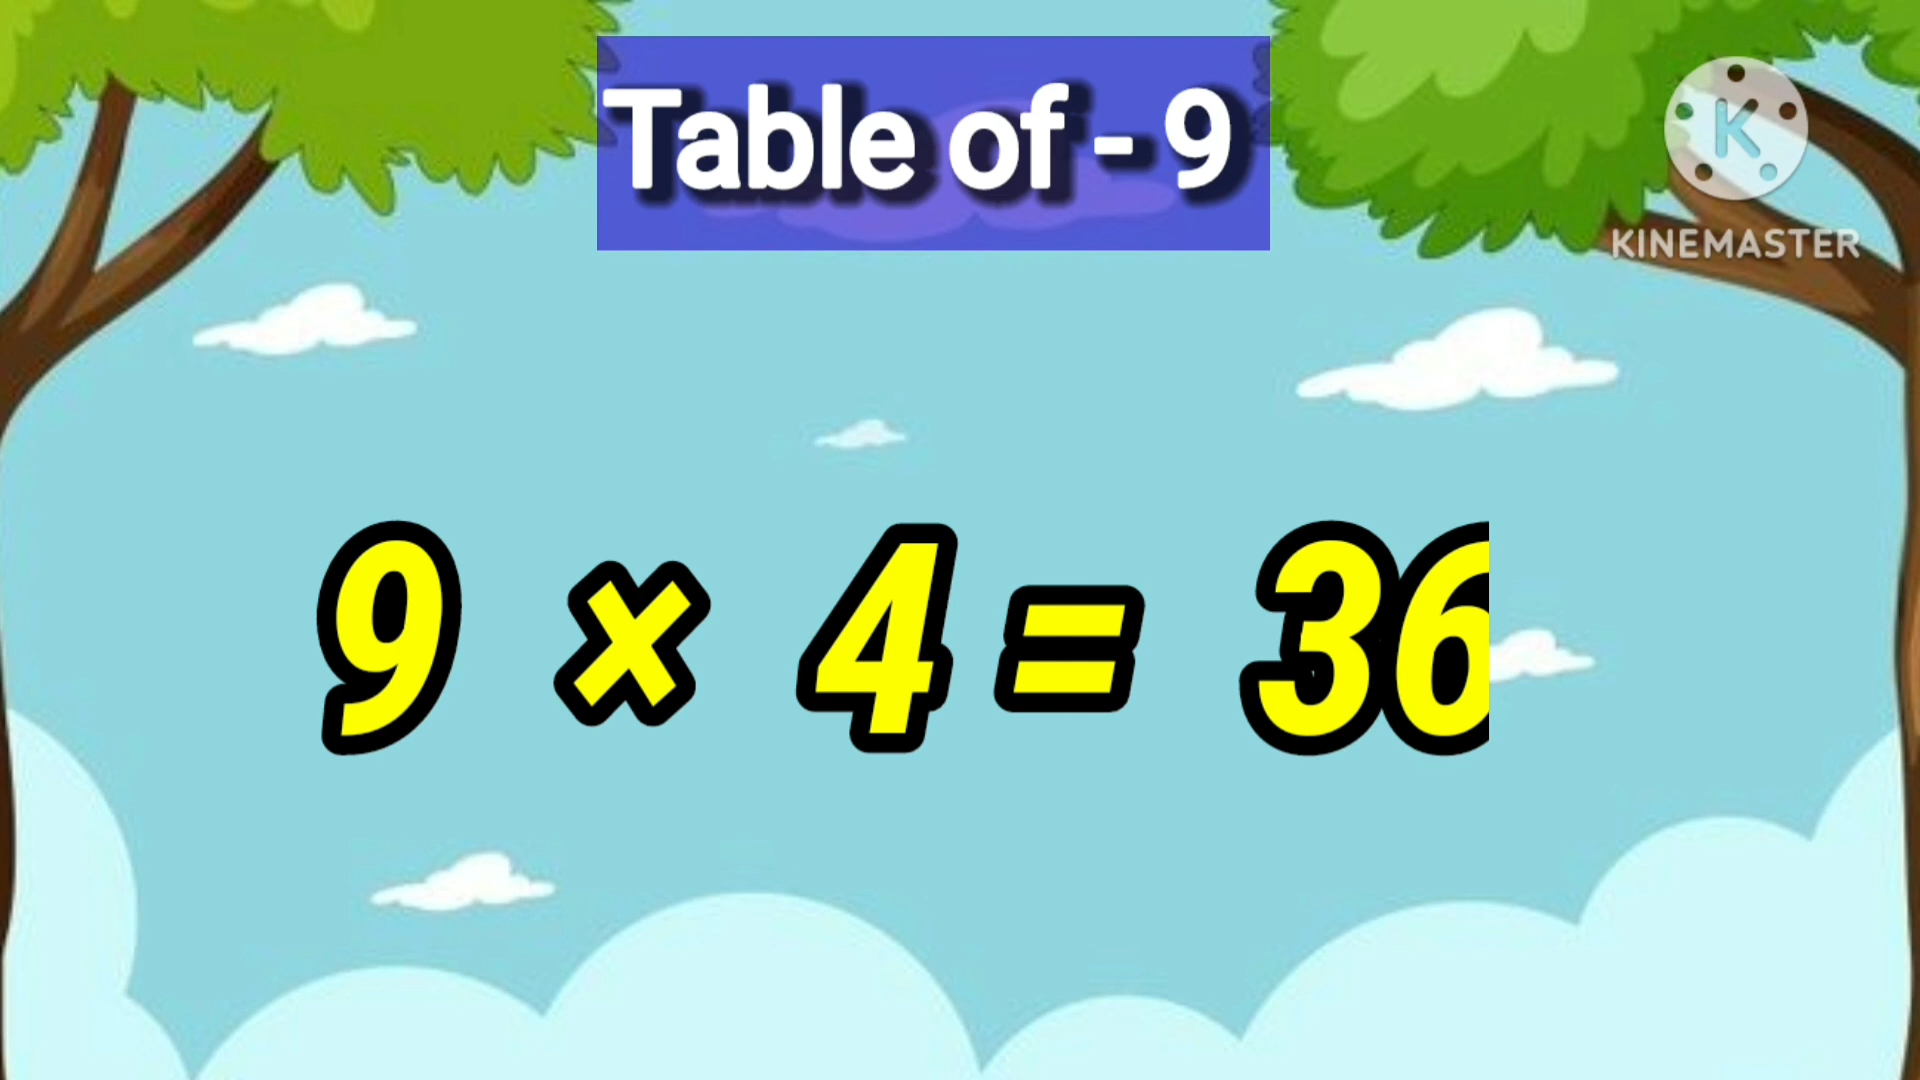 Table of - 9
K
KINEMASTER
9 × 4 = 36